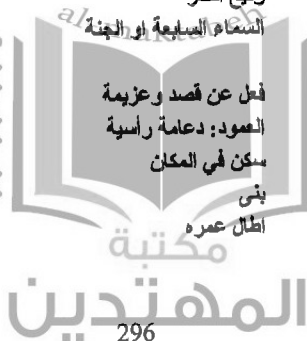 السماء السابعة او الجنة
فعل عن قصد وعزيمة
العمود: دعامة رأسية
سكن في المكان
بنى
اطال عمره
مكتبة
المهتدين
296